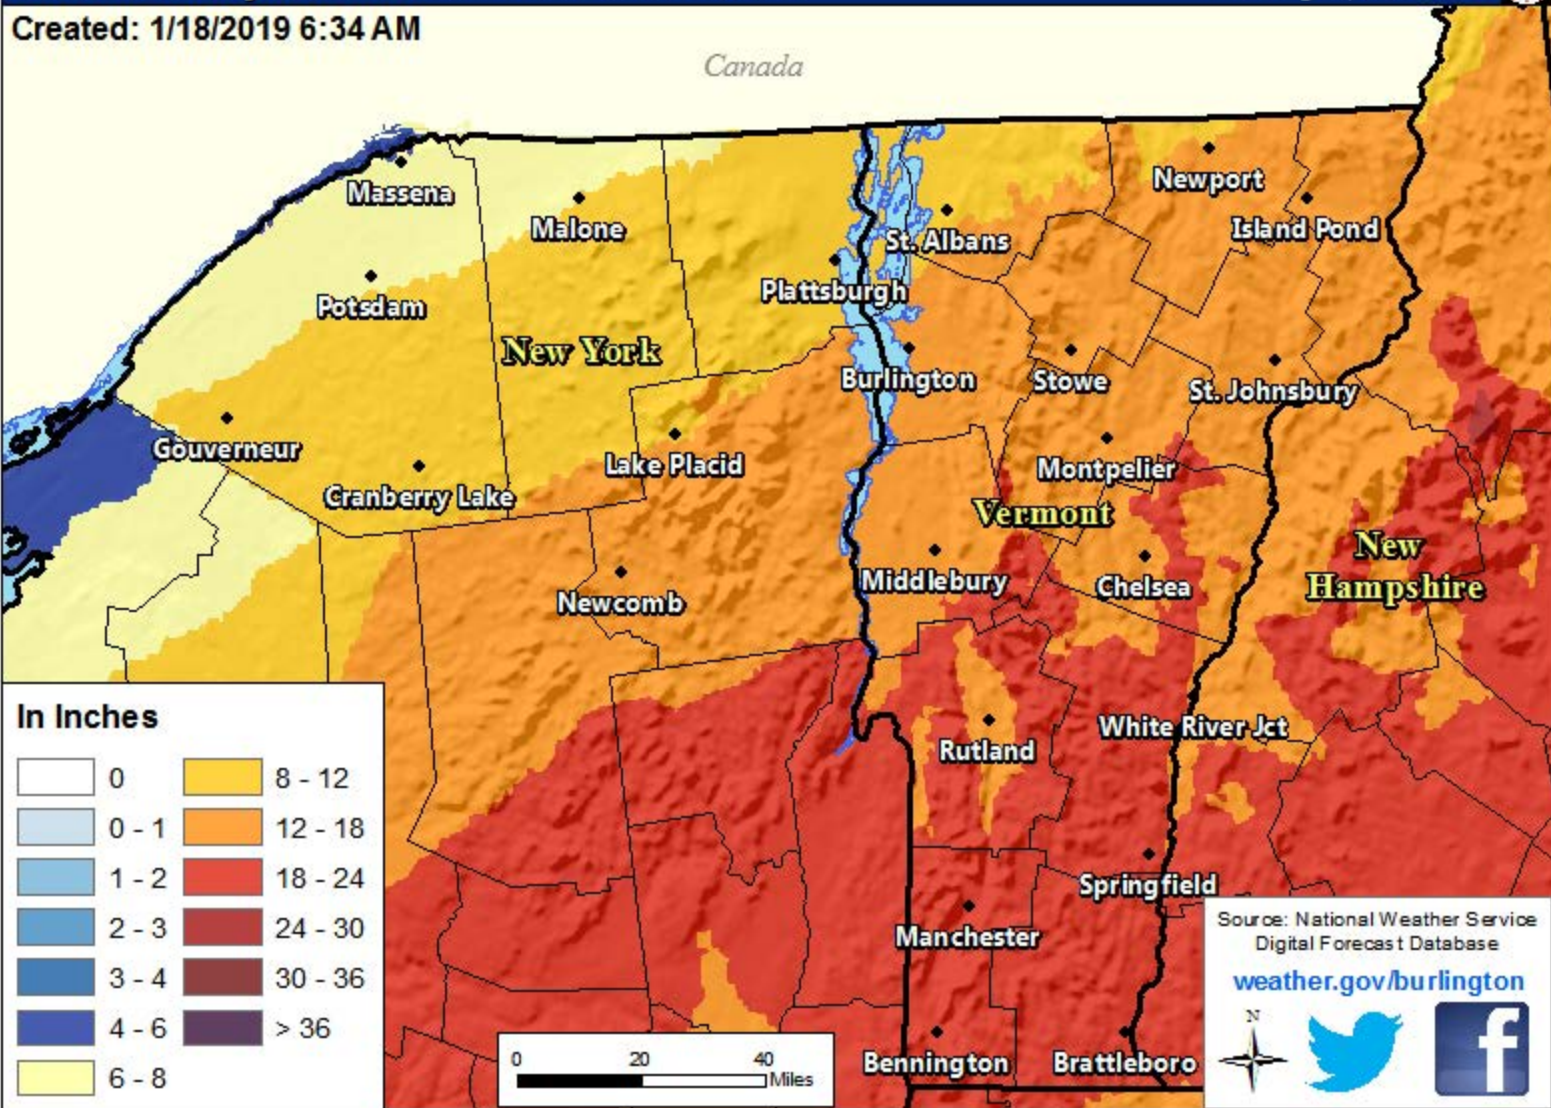 Created: 1/18/2019 6:34 AM
Canada
Massena
Malone
Newport
Island Pond
St. Albans
Potsdam
Plattsburgh
New York
Burlington
Stowe
St. Johnsbury
Gouverneur
Lake Placid
Montpelier
Cranberry Lake
Vermont
New
Hampshire
Middlebury
Chelsea
Newcomb
White River Jct
Rutland
Springfield
Manchester
Bennington
Brattleboro
In Inches
0
8 - 12
0 - 1
12 - 18
1 - 2
18 - 24
2 - 3
24 - 30
3 - 4
30 - 36
4 - 6
> 36
6 - 8
0 20 40
Miles
Source: National Weather Service
Digital Forecast Database
weather.gov/burlington
N
f